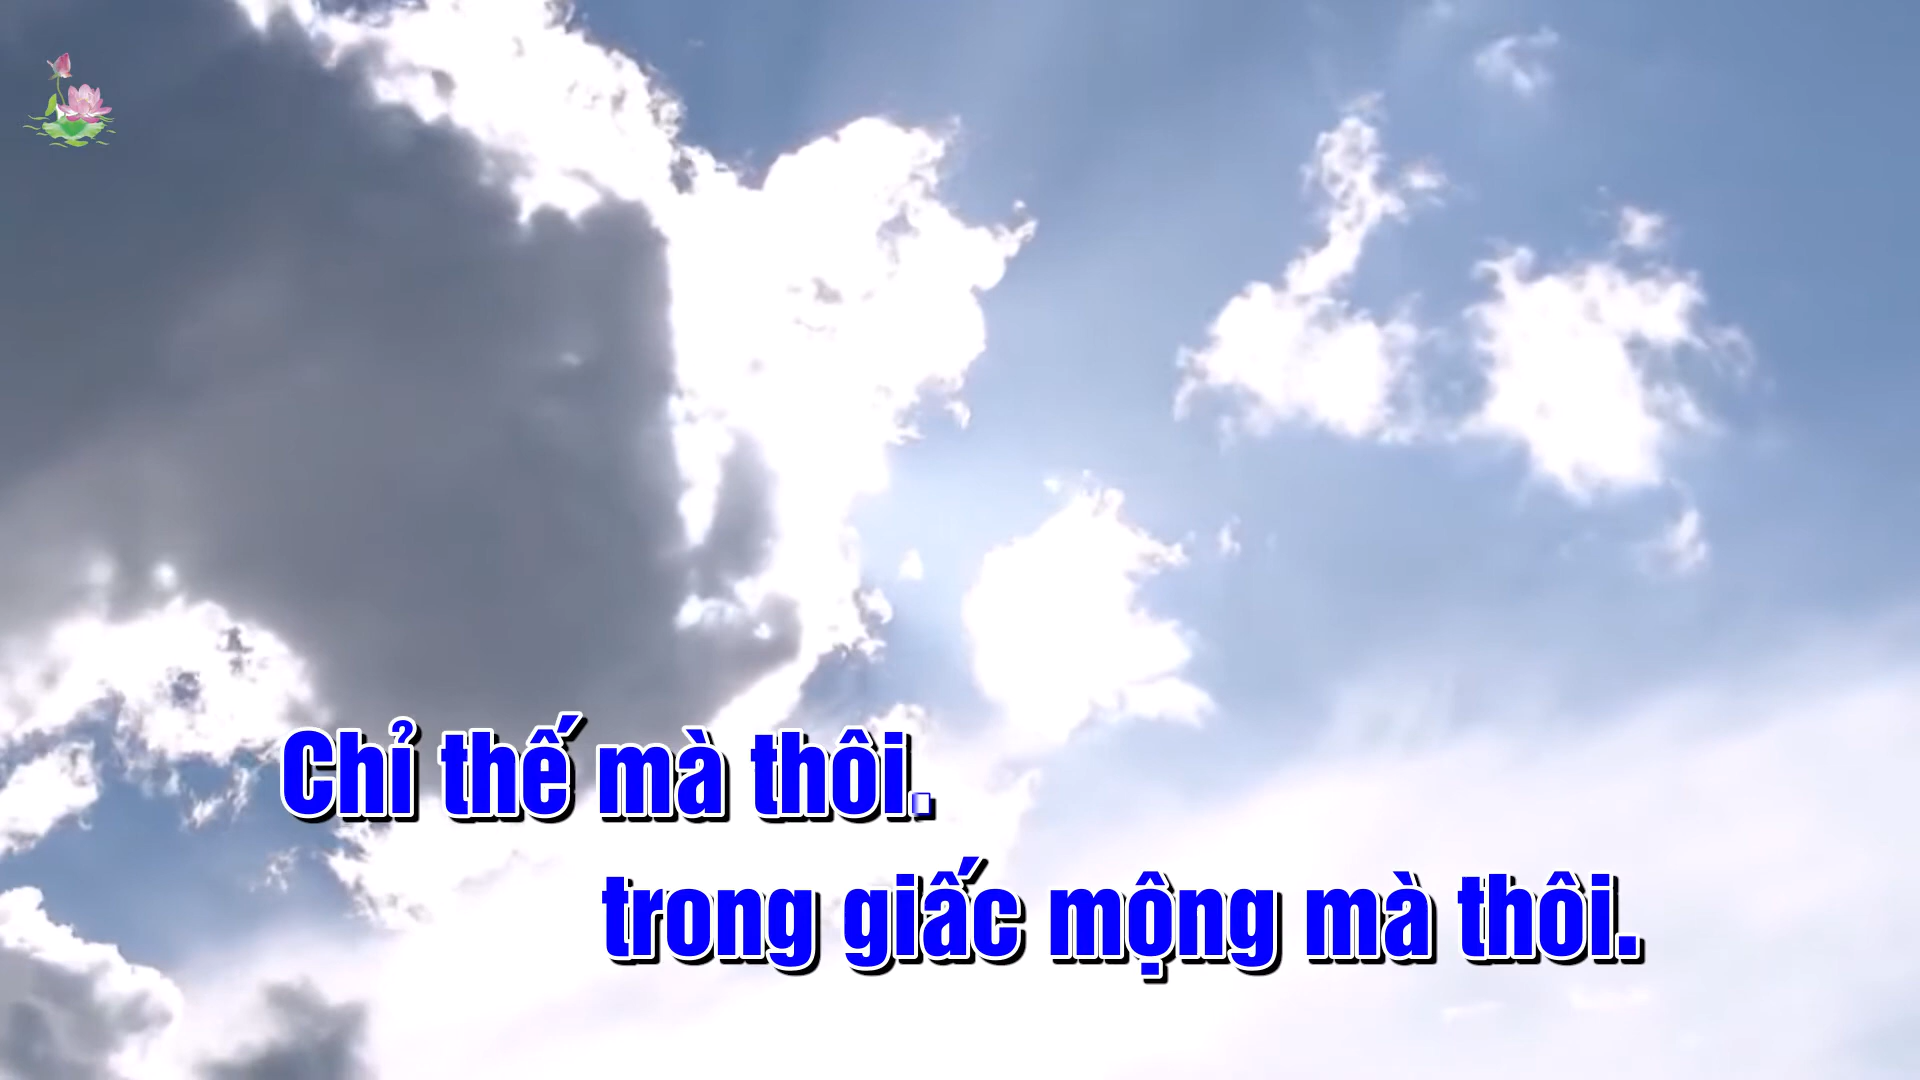 Chỉ thế mà thôi.
trong giấc mộng mà thôi.